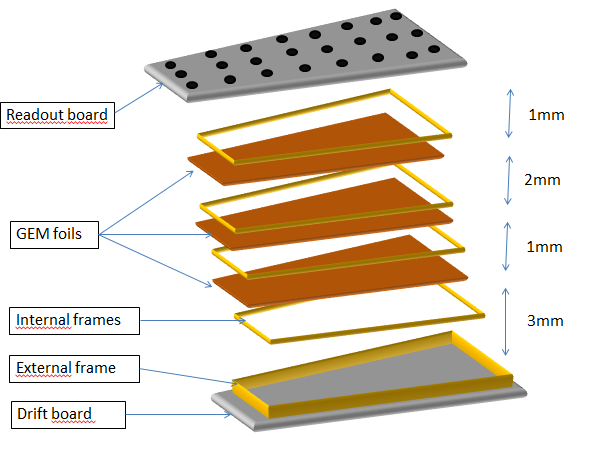 Readout board
1mm
2mm
GEM foils
1mm
Internal frames
3mm
External frame
Drift board